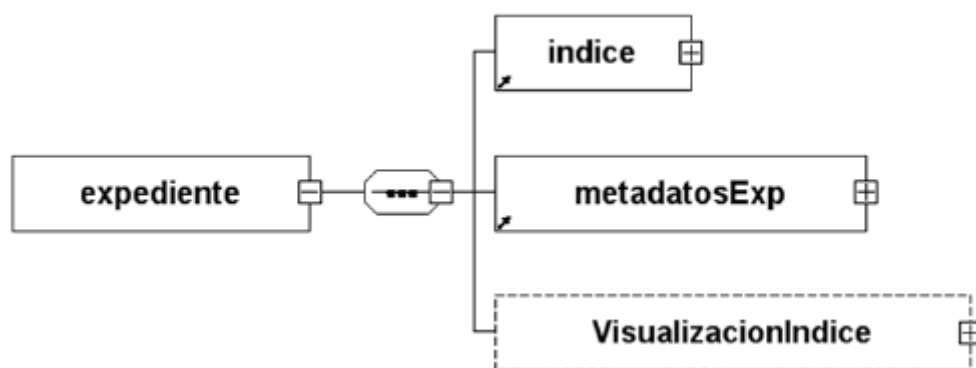 indice
expediente
metadatosExp
VisualizacionIndice